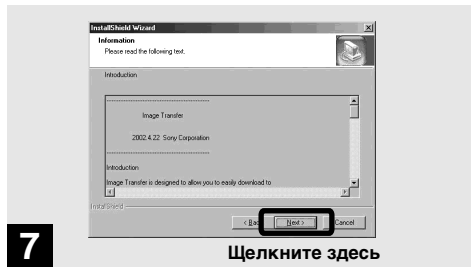 InstallShield Wizard
Information
Please read the following text.
Introduction
Image Transfer
2002.4.22 Sony Corporation
Introduction
Image Transfer is designed to allow you to easily download to
InstallShield
< Bac Next > Cancel
7
Щелкните здесь